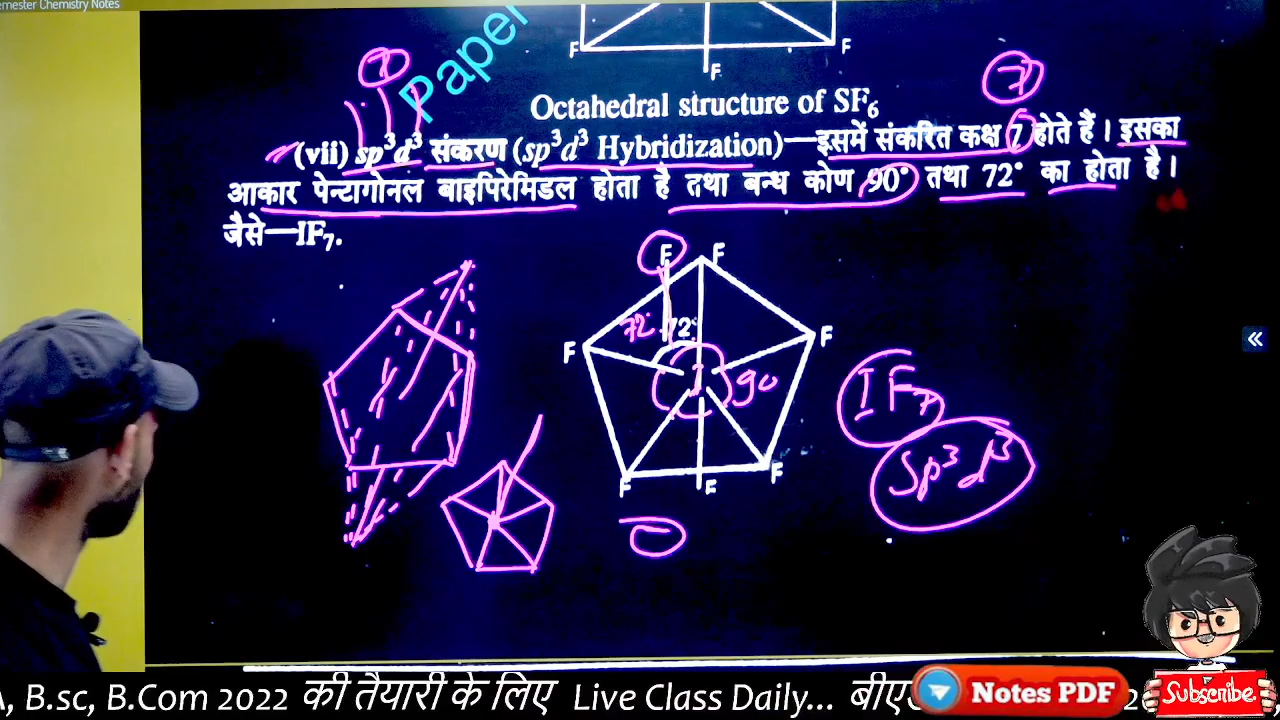 emester Chemistry Notes
F F
F
Paper
7
7
Octahedral structure of SF₆
(vii) sp³d³ संकरण (sp³d³ Hybridization)—इसमें संकरित कक्ष 7 होते हैं। इसका
आकार पेन्टागोनल बाइपिरेमिडल होता है तथा बन्ध कोण 90° तथा 72° का होता है।
जैसे—IF₇.
F F
72° 72°
F F
I 90
IF₇
Sp³d³
F F F
A, B.sc, B.Com 2022 की तैयारी के लिए Live Class Daily...
Notes PDF
Subscribe